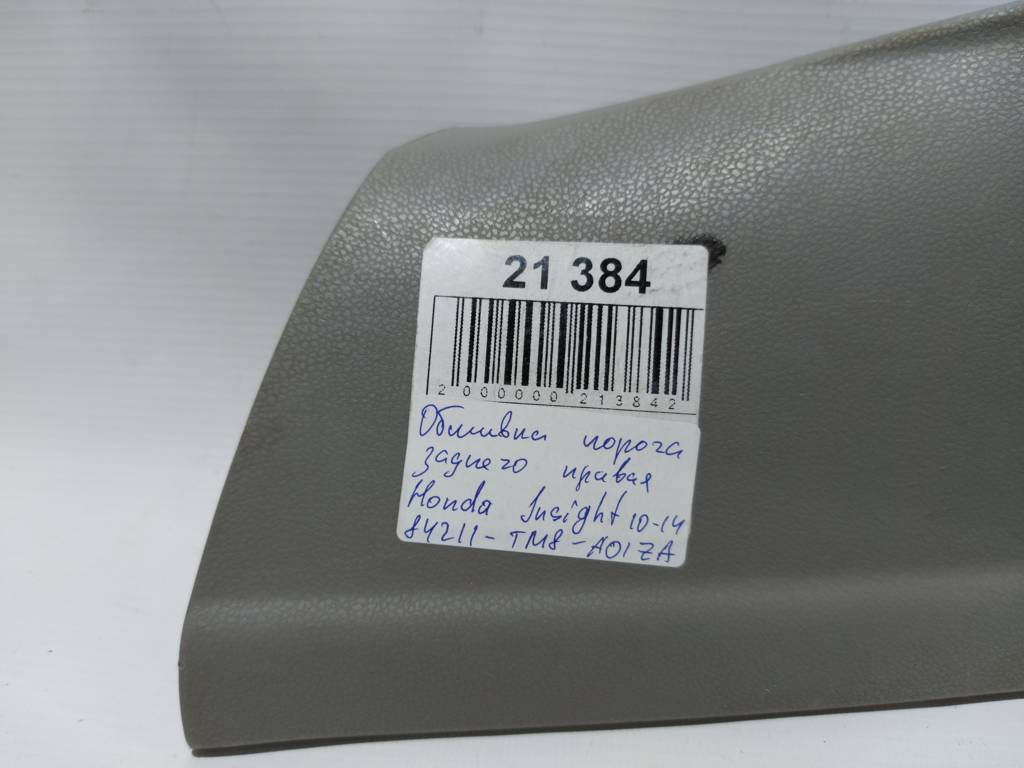 21 384
2 000000 213842
Обшивка порога
заднего правая
Honda Insight 10-14
84211-TM8-A01ZA